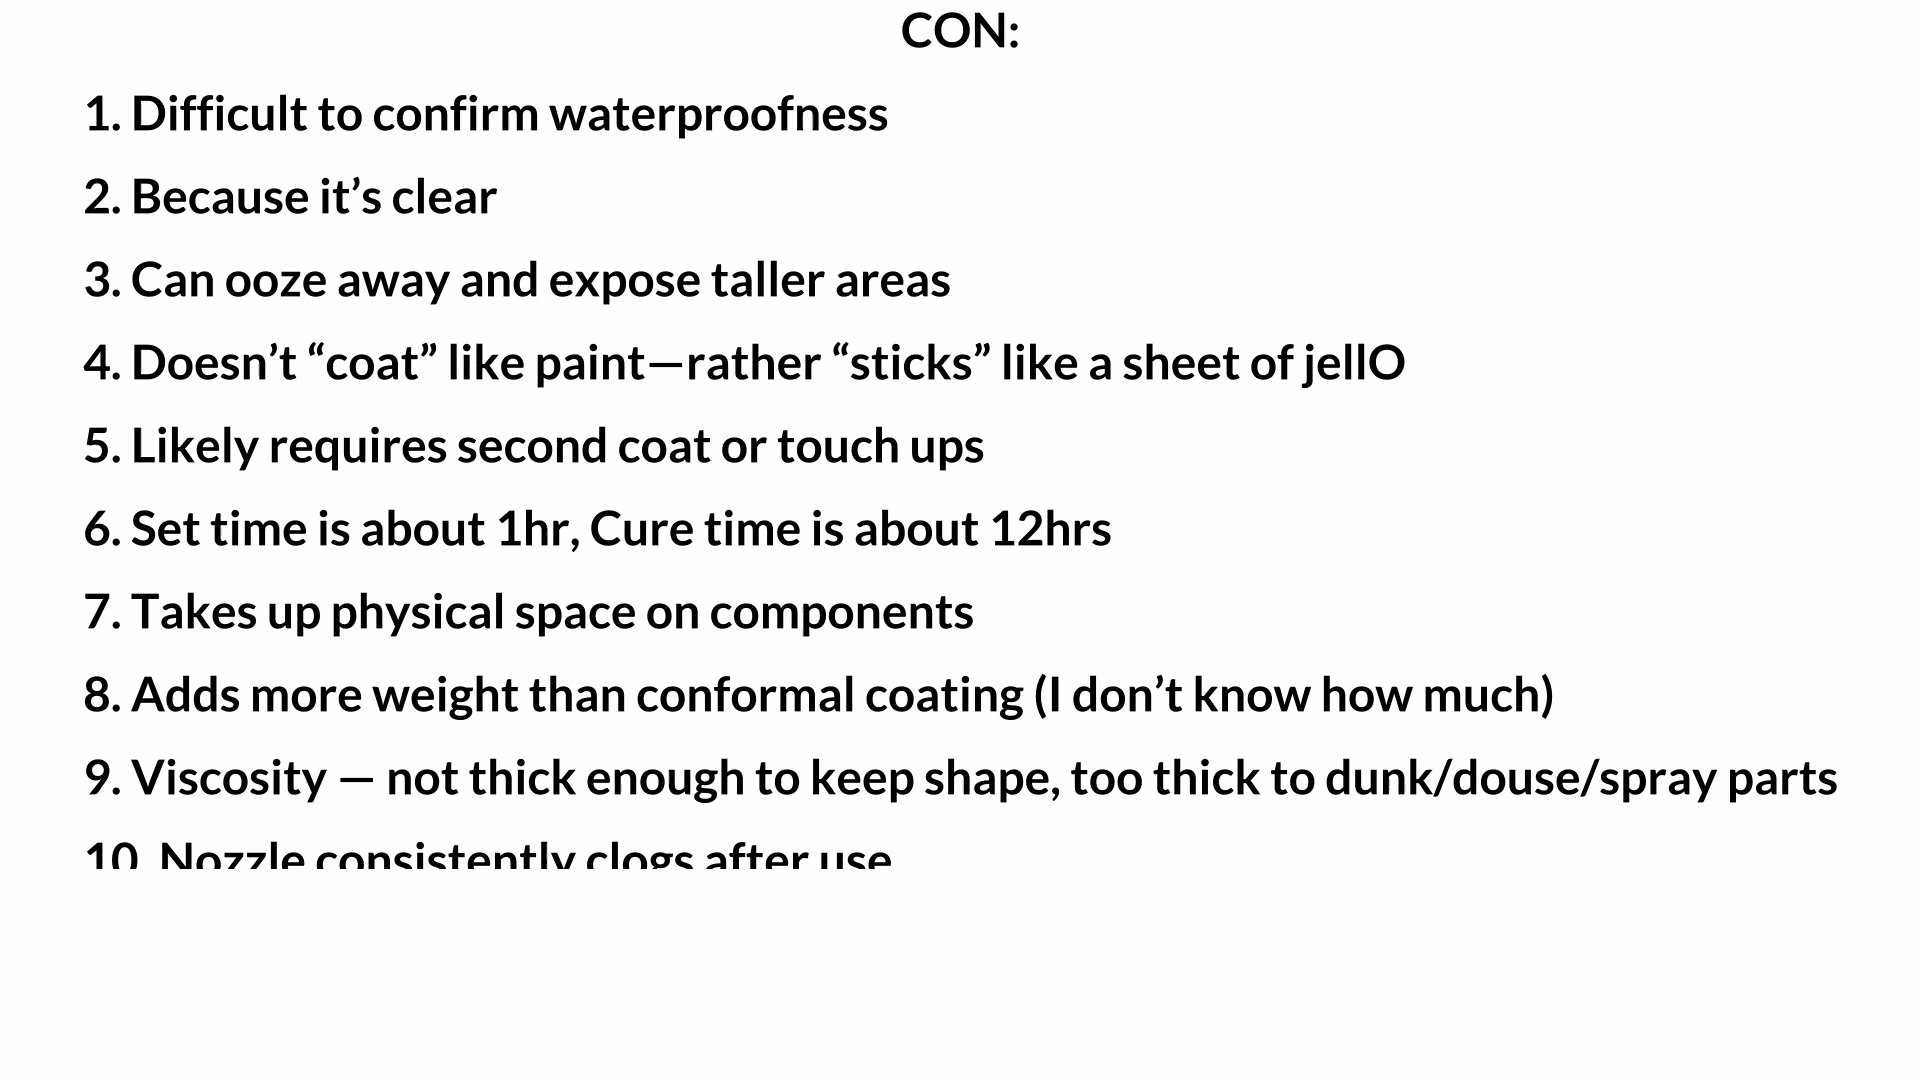 CON:
1. Difficult to confirm waterproofness
2. Because it’s clear
3. Can ooze away and expose taller areas
4. Doesn’t “coat” like paint—rather “sticks” like a sheet of jellO
5. Likely requires second coat or touch ups
6. Set time is about 1hr, Cure time is about 12hrs
7. Takes up physical space on components
8. Adds more weight than conformal coating (I don’t know how much)
9. Viscosity — not thick enough to keep shape, too thick to dunk/douse/spray parts
10. Nozzle consistently clogs after use